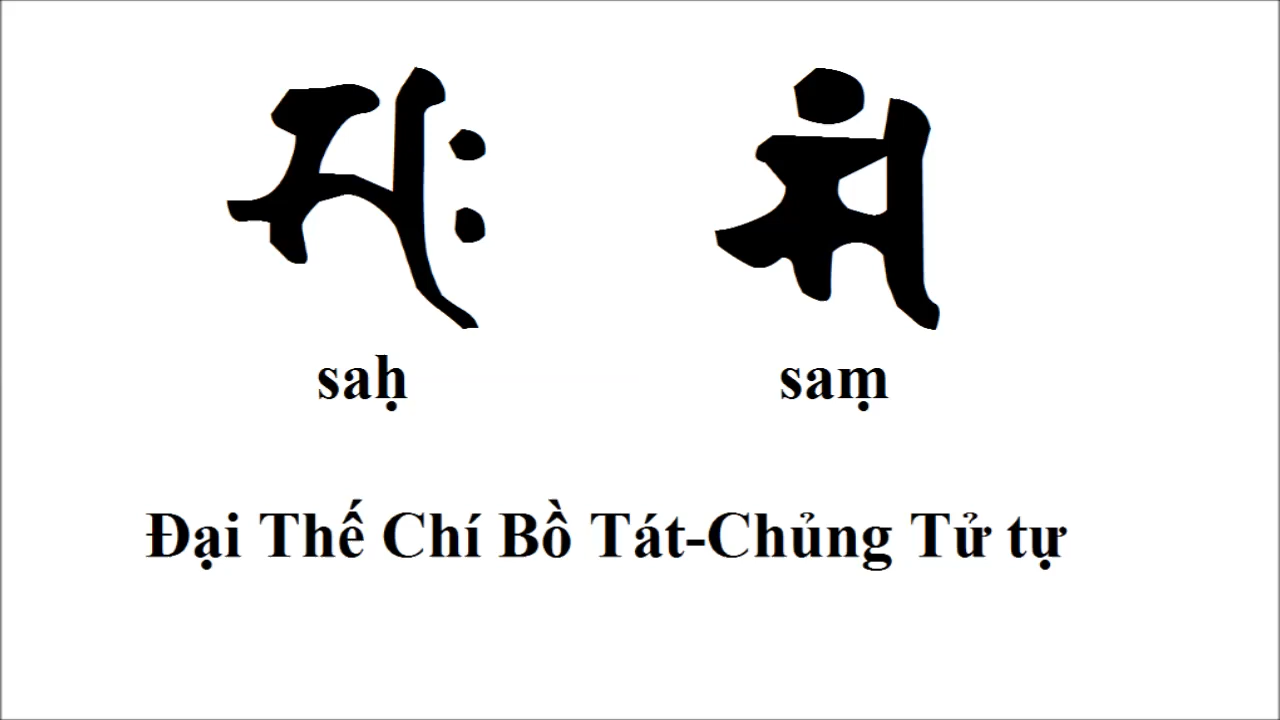 𑖭𑖾 𑖭𑖽
saḥ saṃ
Đại Thế Chí Bồ Tát-Chủng Tử tự